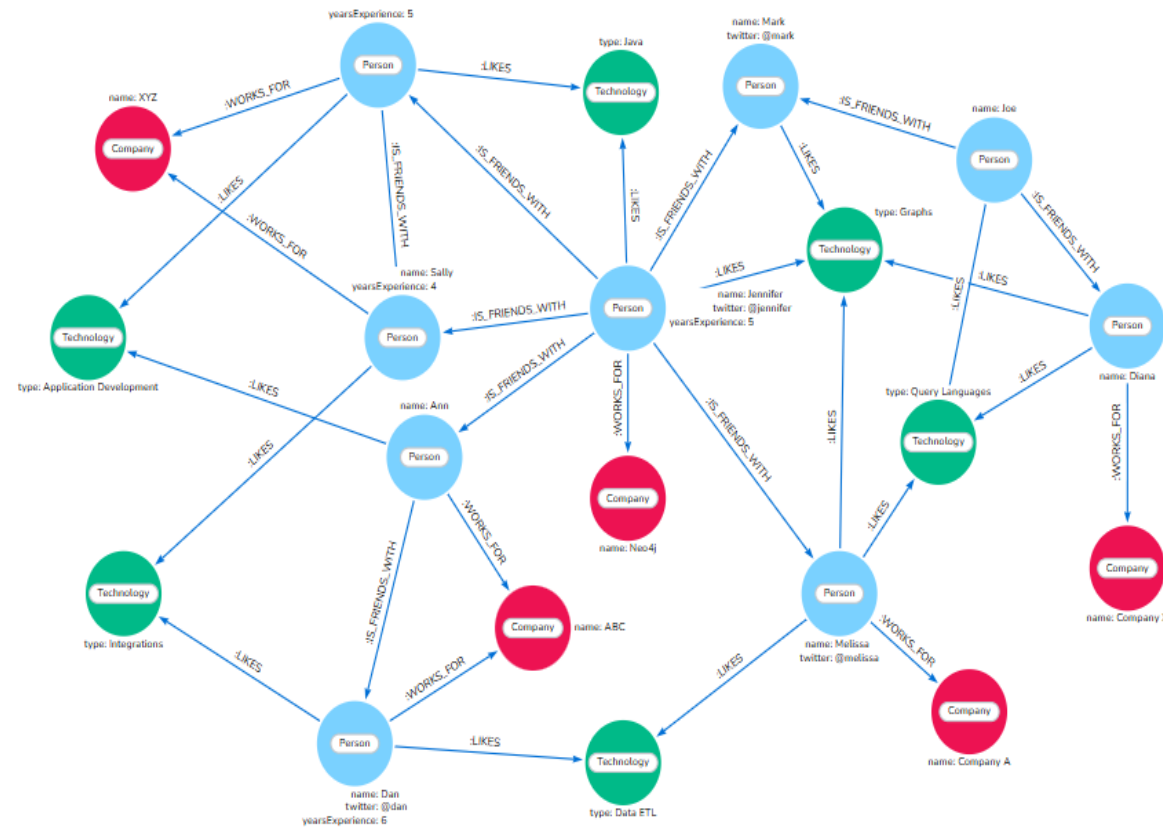 yearsExperience: 5
Person
:LIKES
type: Java
Technology
name: Mark
twitter: @mark
Person
:WORKS_FOR
name: XYZ
Company
:IS_FRIENDS_WITH
name: Joe
Person
:IS_FRIENDS_WITH
:IS_FRIENDS_WITH
:IS_FRIENDS_WITH
:LIKES
:LIKES
:LIKES
:IS_FRIENDS_WITH
type: Graphs
Technology
:WORKS_FOR
name: Sally
yearsExperience: 4
Person
:IS_FRIENDS_WITH
Person
:LIKES
name: Jennifer
twitter: @jennifer
yearsExperience: 5
:LIKES
:LIKES
Person
name: Diana
Technology
type: Application Development
:LIKES
:IS_FRIENDS_WITH
:LIKES
type: Query Languages
Technology
name: Ann
Person
:WORKS_FOR
:IS_FRIENDS_WITH
:LIKES
:WORKS_FOR
:LIKES
Company
name: Neo4j
:WORKS_FOR
:LIKES
Technology
type: Integrations
:IS_FRIENDS_WITH
Company
name: ABC
Person
name: Melissa
twitter: @melissa
Company
name: Company
:LIKES
:WORKS_FOR
:LIKES
:WORKS_FOR
Company
name: Company A
Person
name: Dan
twitter: @dan
yearsExperience: 6
:LIKES
Technology
type: Data ETL